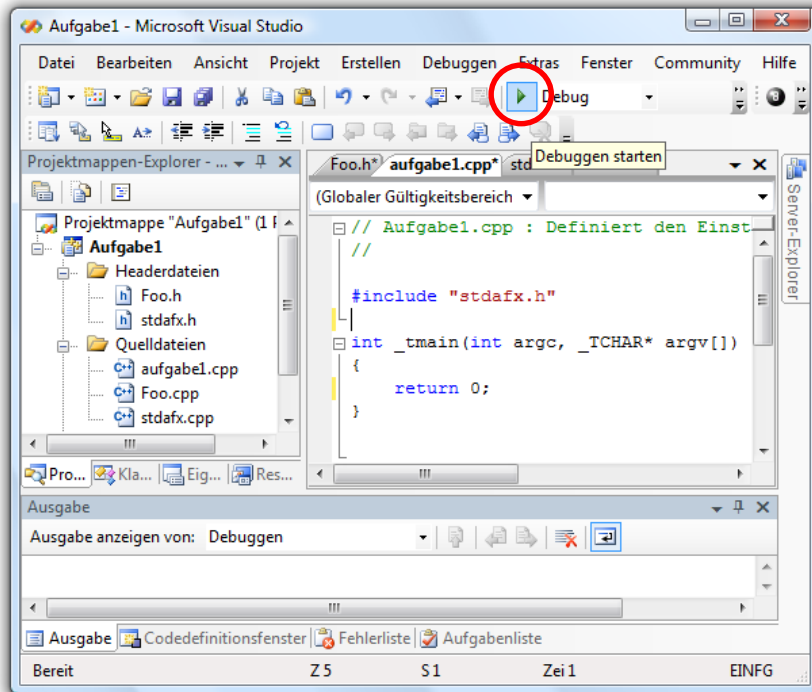 Aufgabe1 - Microsoft Visual Studio
Datei Bearbeiten Ansicht Projekt Erstellen Debuggen Extras Fenster Community Hilfe
Debug
Projektmappen-Explorer - ...
Foo.h* aufgabe1.cpp* std
Debuggen starten
(Globaler Gültigkeitsbereich
Projektmappe "Aufgabe1" (1 F
Aufgabe1
Headerdateien
Foo.h
stdafx.h
Quelldateien
aufgabe1.cpp
Foo.cpp
stdafx.cpp
// Aufgabe1.cpp : Definiert den Einst
//
#include "stdafx.h"
int _tmain(int argc, _TCHAR* argv[])
{
return 0;
}
Server-Explorer
Pro... Kla... Eig... Res...
Ausgabe
Ausgabe anzeigen von: Debuggen
Ausgabe Codedefinitionsfenster Fehlerliste Aufgabenliste
Bereit Z 5 S 1 Zei 1 EINFG